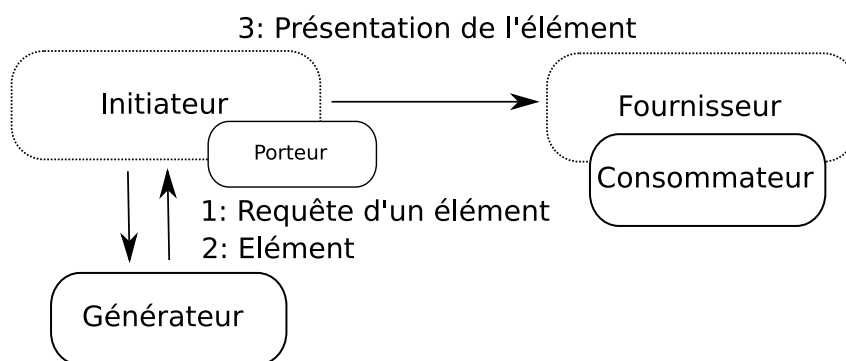 3: Présentation de l'élément
Initiateur
Fournisseur
Porteur
Consommateur
1: Requête d'un élément
2: Elément
Générateur